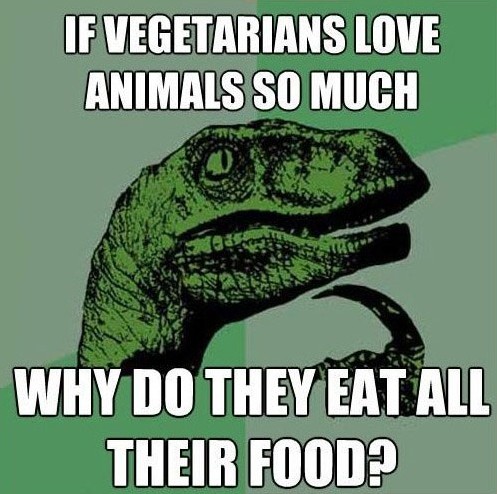 IF VEGETARIANS LOVE
ANIMALS SO MUCH
WHY DO THEY EAT ALL
THEIR FOOD?